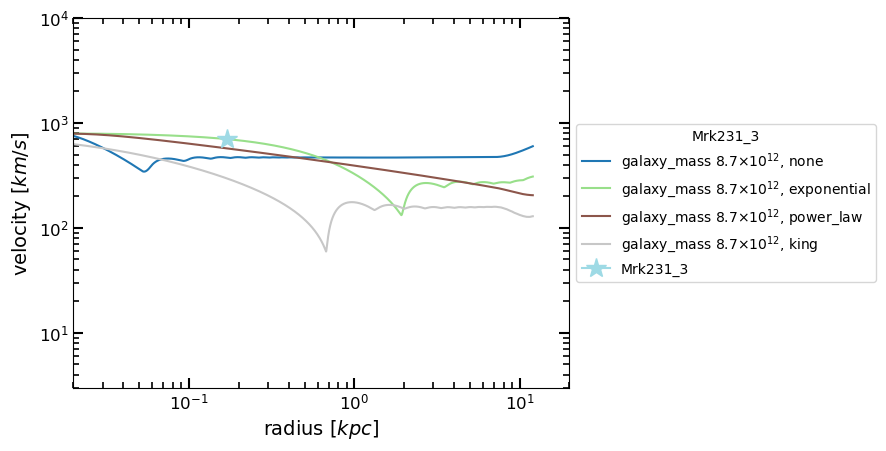 10⁴
10³
10²
10¹
velocity [km/s]
10⁻¹
10⁰
10¹
radius [kpc]
Mrk231_3
galaxy_mass 8.7×10¹², none
galaxy_mass 8.7×10¹², exponential
galaxy_mass 8.7×10¹², power_law
galaxy_mass 8.7×10¹², king
Mrk231_3